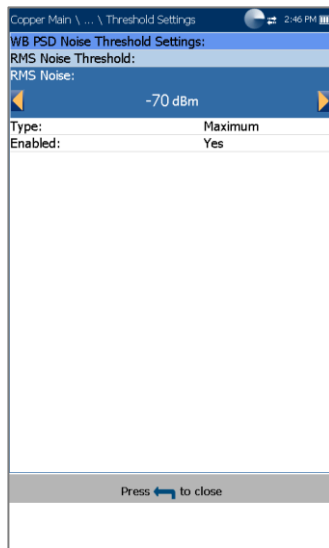 Copper Main \ ... \ Threshold Settings 2:46 PM
WB PSD Noise Threshold Settings:
RMS Noise Threshold:
RMS Noise:
-70 dBm
Type: Maximum
Enabled: Yes
Press to close